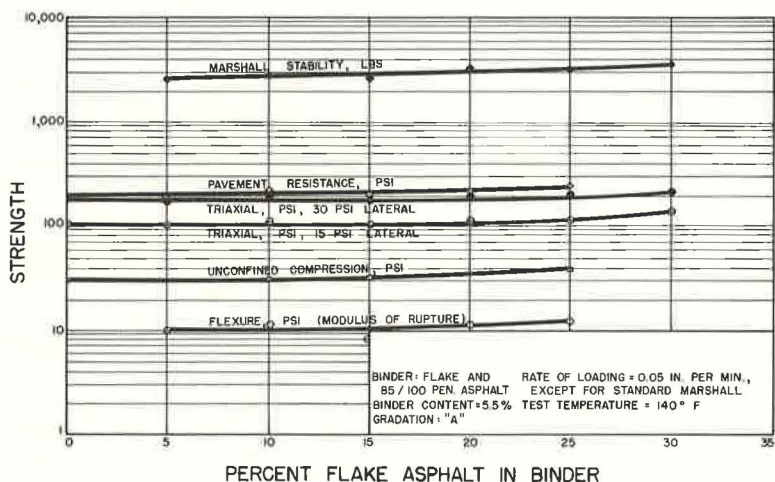 10,000
MARSHALL STABILITY, LBS
1,000
PAVEMENT RESISTANCE, PSI
TRIAXIAL, PSI, 30 PSI LATERAL
100
TRIAXIAL, PSI, 15 PSI LATERAL
UNCONFINED COMPRESSION, PSI
FLEXURE, PSI (MODULUS OF RUPTURE)
10
BINDER: FLAKE AND
85/100 PEN. ASPHALT
BINDER CONTENT=5.5%
GRADATION: "A"
RATE OF LOADING = 0.05 IN. PER MIN.,
EXCEPT FOR STANDARD MARSHALL
TEST TEMPERATURE = 140° F
1
0 5 10 15 20 25 30 35
STRENGTH
PERCENT FLAKE ASPHALT IN BINDER